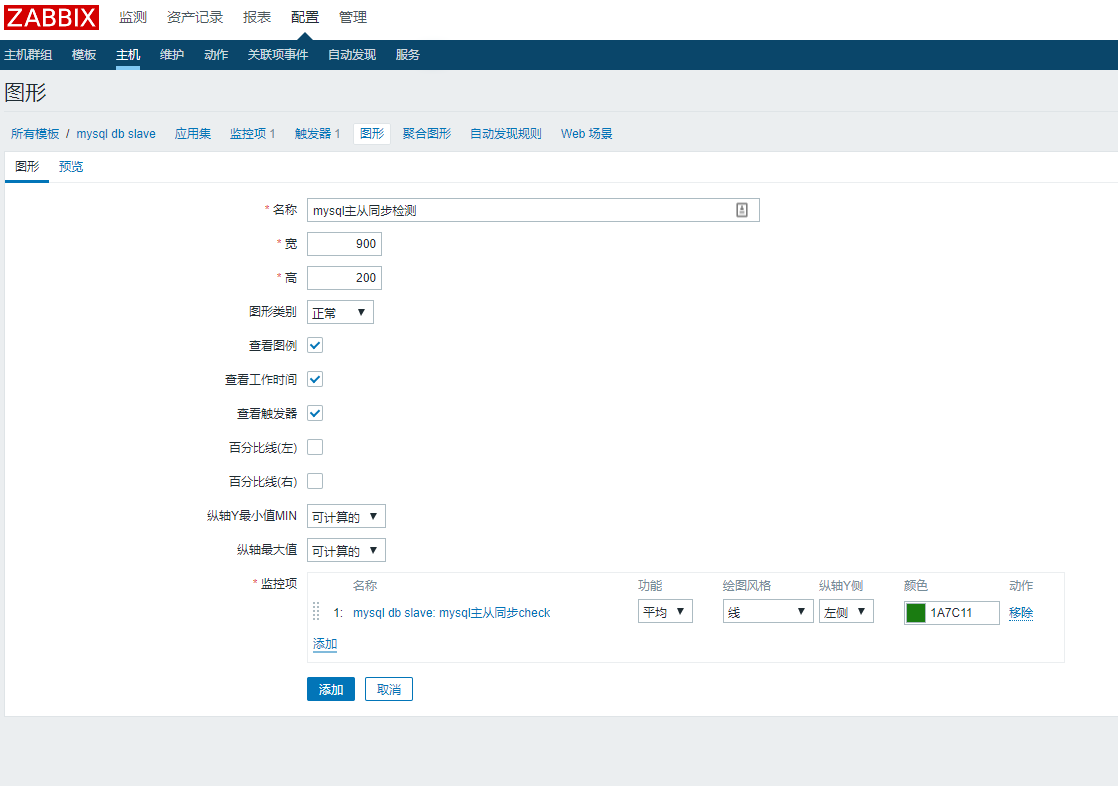 ZABBIX 监测 资产记录 报表 配置 管理
主机群组 模板 主机 维护 动作 关联项事件 自动发现 服务
图形
所有模板 / mysql db slave 应用集 监控项 1 触发器 1 图形 聚合图形 自动发现规则 Web 场景
图形 预览
* 名称 mysql主从同步检测
* 宽 900
* 高 200
图形类别 正常
查看图例
查看工作时间
查看触发器
百分比线(左)
百分比线(右)
纵轴Y最小值MIN 可计算的
纵轴最大值 可计算的
* 监控项 名称 功能 绘图风格 纵轴Y侧 颜色 动作
1: mysql db slave: mysql主从同步check 平均 线 左侧 1A7C11 移除
添加
添加 取消